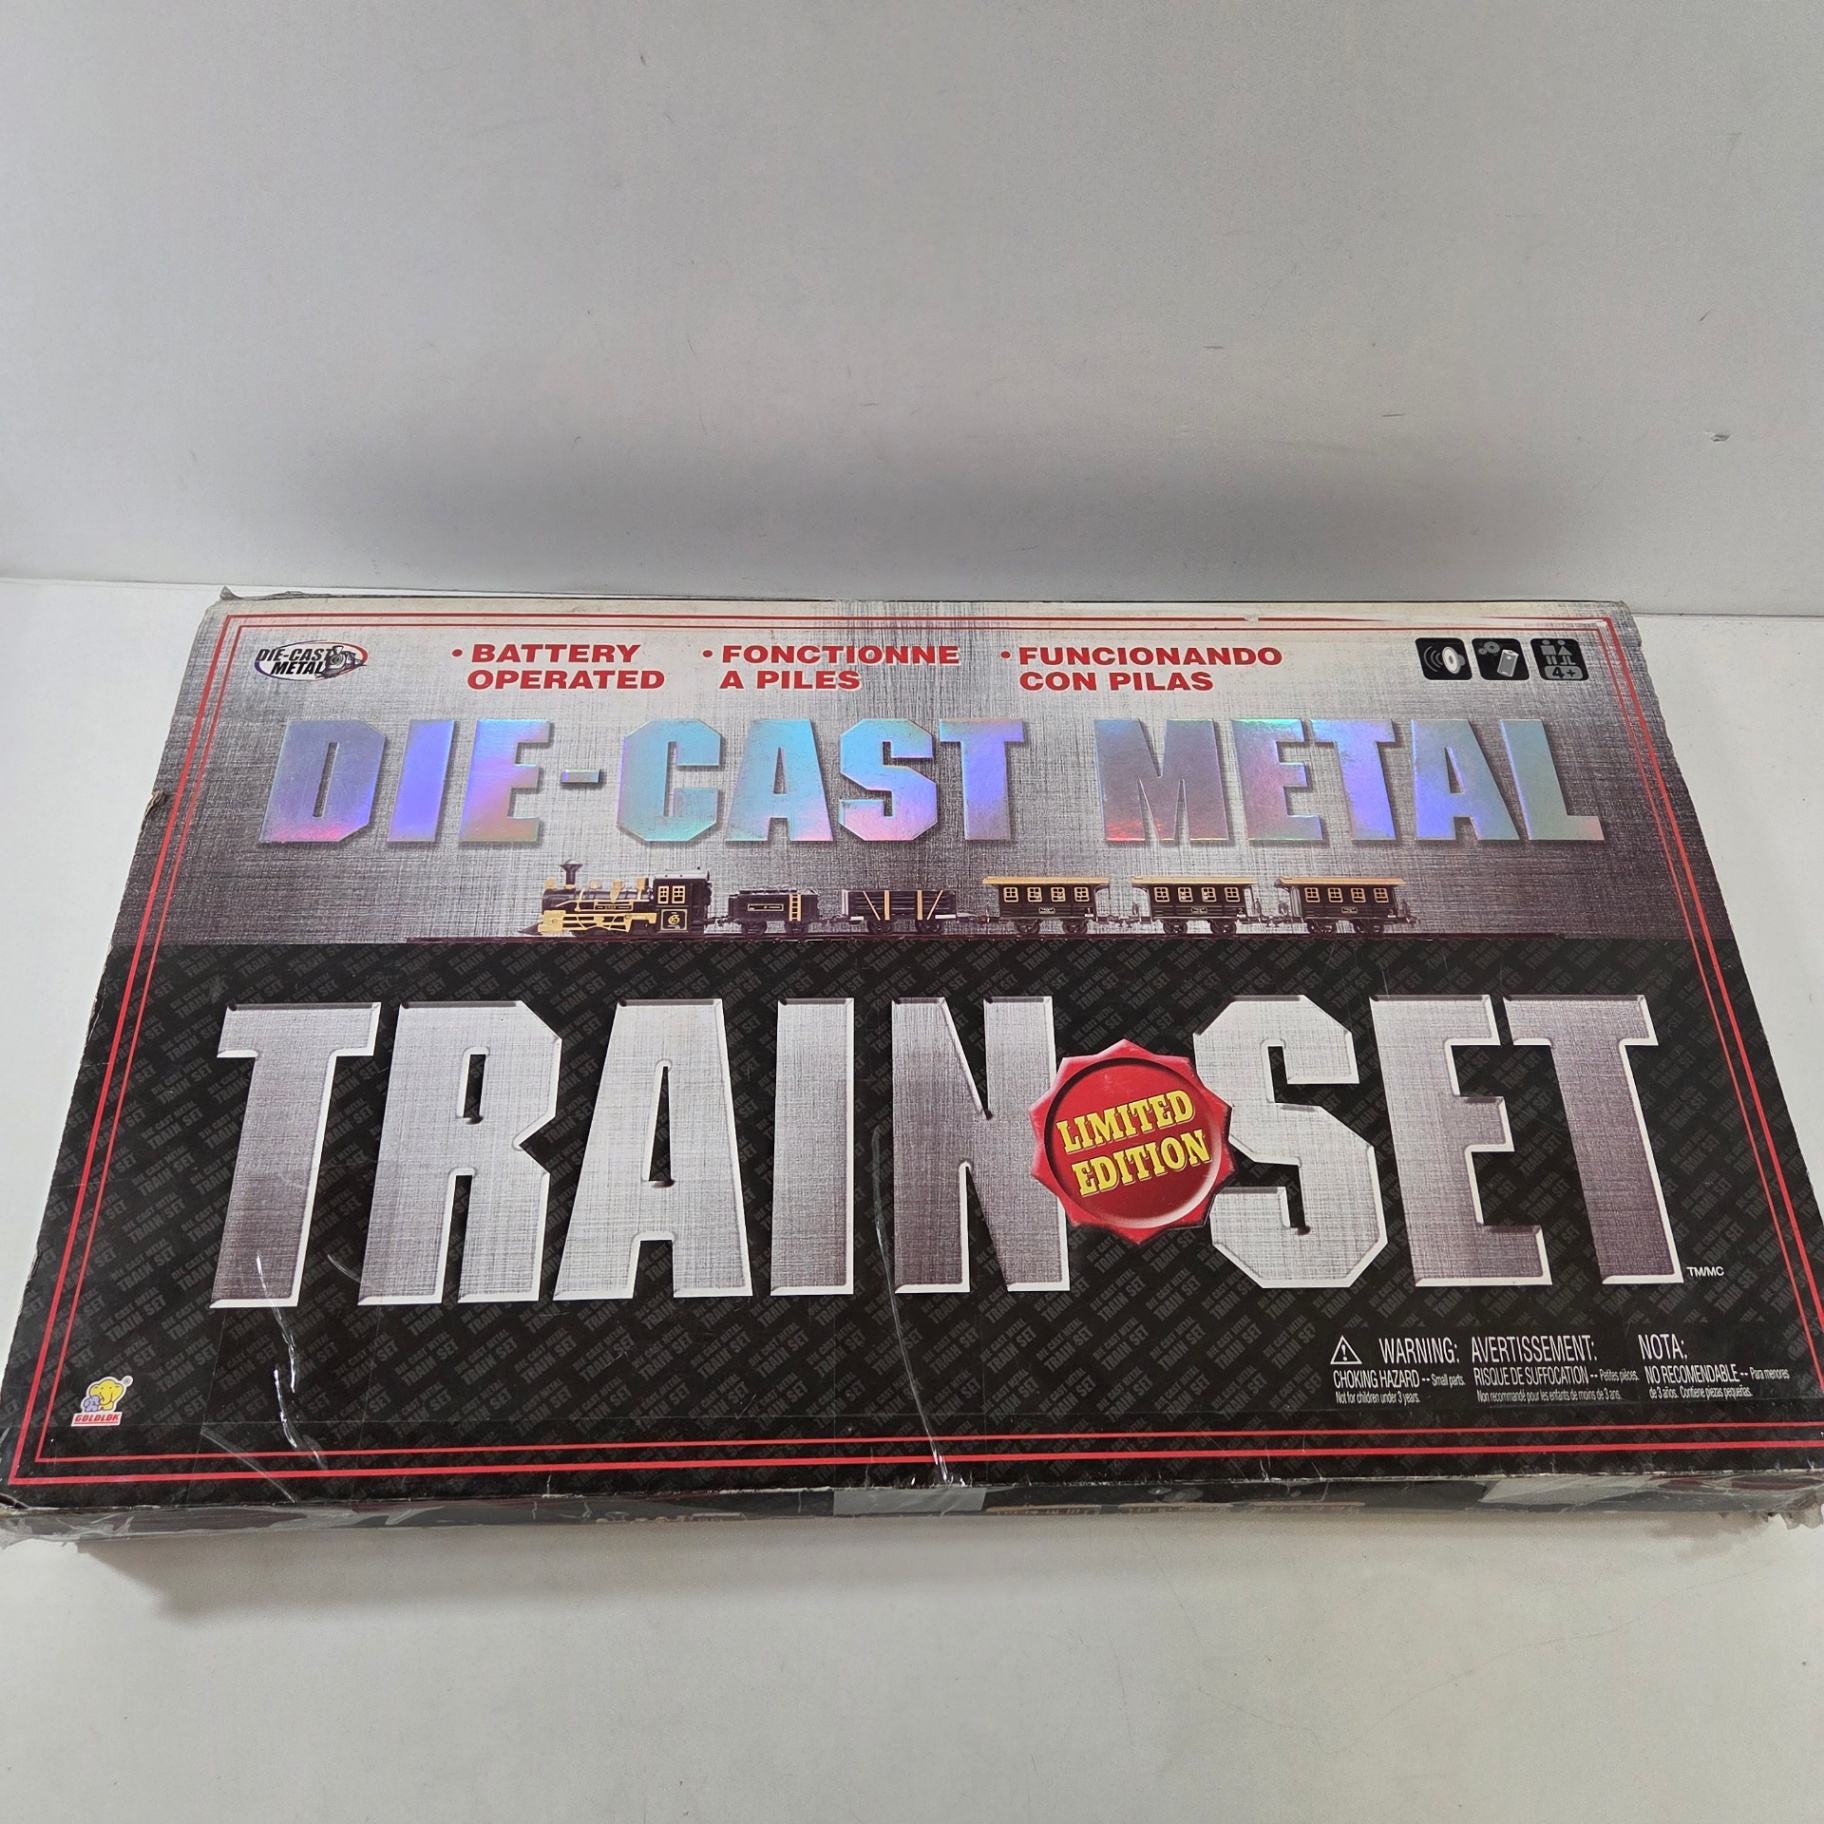 DIE-CAST
METAL
• BATTERY
OPERATED
• FONCTIONNE
A PILES
• FUNCIONANDO
CON PILAS
4+
DIE-CAST METAL
TRAIN SET
LIMITED
EDITION
TM/MC
WARNING:
CHOKING HAZARD -- Small parts.
Not for children under 3 years.
AVERTISSEMENT:
RISQUE DE SUFFOCATION -- Petites pièces.
Non recommandé pour les enfants de moins de 3 ans.
NOTA:
NO RECOMENDABLE -- Para menores
de 3 años. Contiene piezas pequeñas.
GOLDLOK